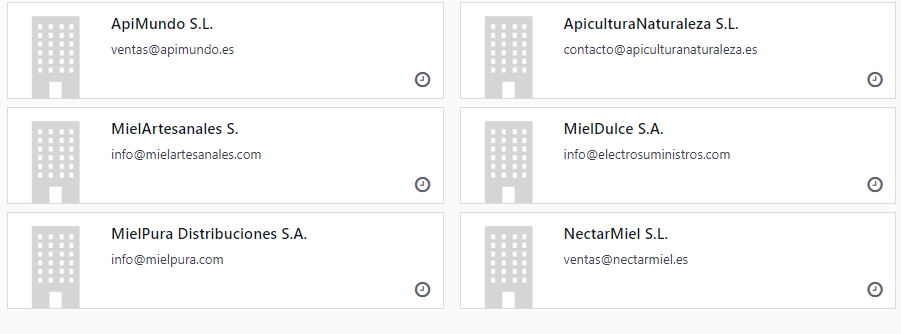 ApiMundo S.L.
ventas@apimundo.es
ApiculturaNaturaleza S.L.
contacto@apiculturanaturaleza.es
MielArtesanales S.
info@mielartesanales.com
MielDulce S.A.
info@electrosuministros.com
MielPura Distribuciones S.A.
info@mielpura.com
NectarMiel S.L.
ventas@nectarmiel.es